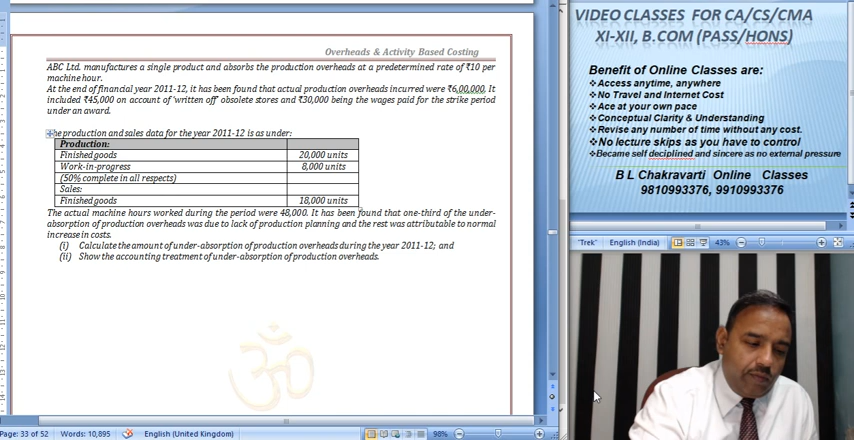 Overheads & Activity Based Costing
ABC Ltd. manufactures a single product and absorbs the production overheads at a predetermined rate of ₹10 per
machine hour.
At the end of financial year 2011-12, it has been found that actual production overheads incurred were ₹6,00,000. It
included ₹45,000 on account of 'written off' obsolete stores and ₹30,000 being the wages paid for the strike period
under an award.
he production and sales data for the year 2011-12 is as under:
Production:
Finished goods 20,000 units
Work-in-progress 8,000 units
(50% complete in all respects)
Sales:
Finished goods 18,000 units
The actual machine hours worked during the period were 48,000. It has been found that one-third of the under-
absorption of production overheads was due to lack of production planning and the rest was attributable to normal
increase in costs.
(i) Calculate the amount of under-absorption of production overheads during the year 2011-12; and
(ii) Show the accounting treatment of under-absorption of production overheads.
Page: 33 of 52 Words: 10,895 English (United Kingdom) 98%
VIDEO CLASSES FOR CA/CS/CMA
XI-XII, B.COM (PASS/HONS)
Benefit of Online Classes are:
Access anytime, anywhere
No Travel and Internet Cost
Ace at your own pace
Conceptual Clarity & Understanding
Revise any number of time without any cost.
No lecture skips as you have to control
Became self deciplined and sincere as no external pressure
B L Chakravarti Online Classes
9810993376, 9910993376
"Trek" English (India) 43%